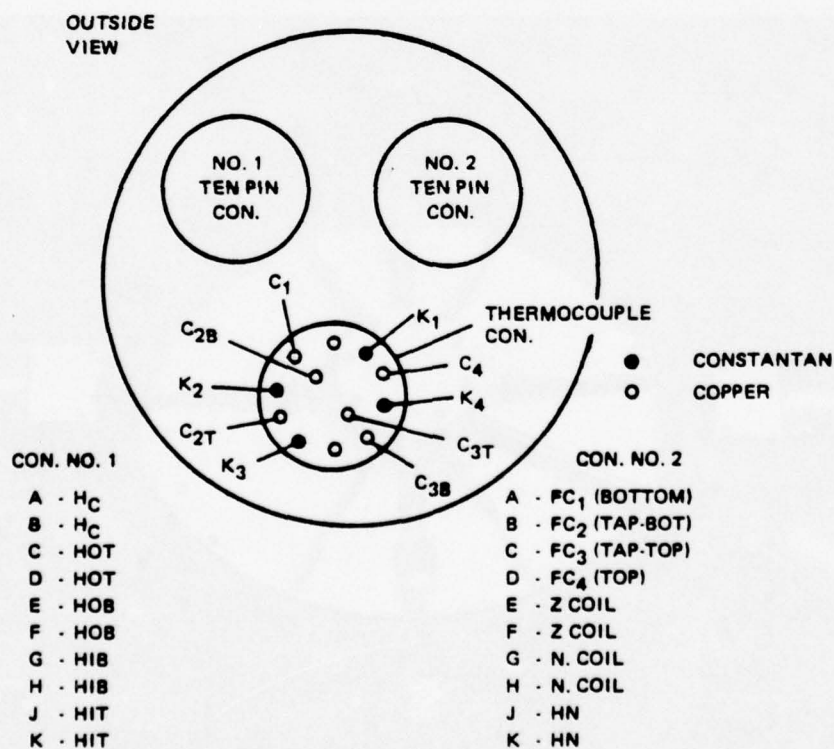 OUTSIDE
VIEW
NO. 1
TEN PIN
CON.
NO. 2
TEN PIN
CON.
C1
K1
THERMOCOUPLE
CON.
C2B
C4
CONSTANTAN
K2
K4
COPPER
C2T
C3T
K3
C3B
CON. NO. 1
A - HC
B - HC
C - HOT
D - HOT
E - HOB
F - HOB
G - HIB
H - HIB
J - HIT
K - HIT
CON. NO. 2
A - FC1 (BOTTOM)
B - FC2 (TAP-BOT)
C - FC3 (TAP-TOP)
D - FC4 (TOP)
E - Z COIL
F - Z COIL
G - N. COIL
H - N. COIL
J - HN
K - HN